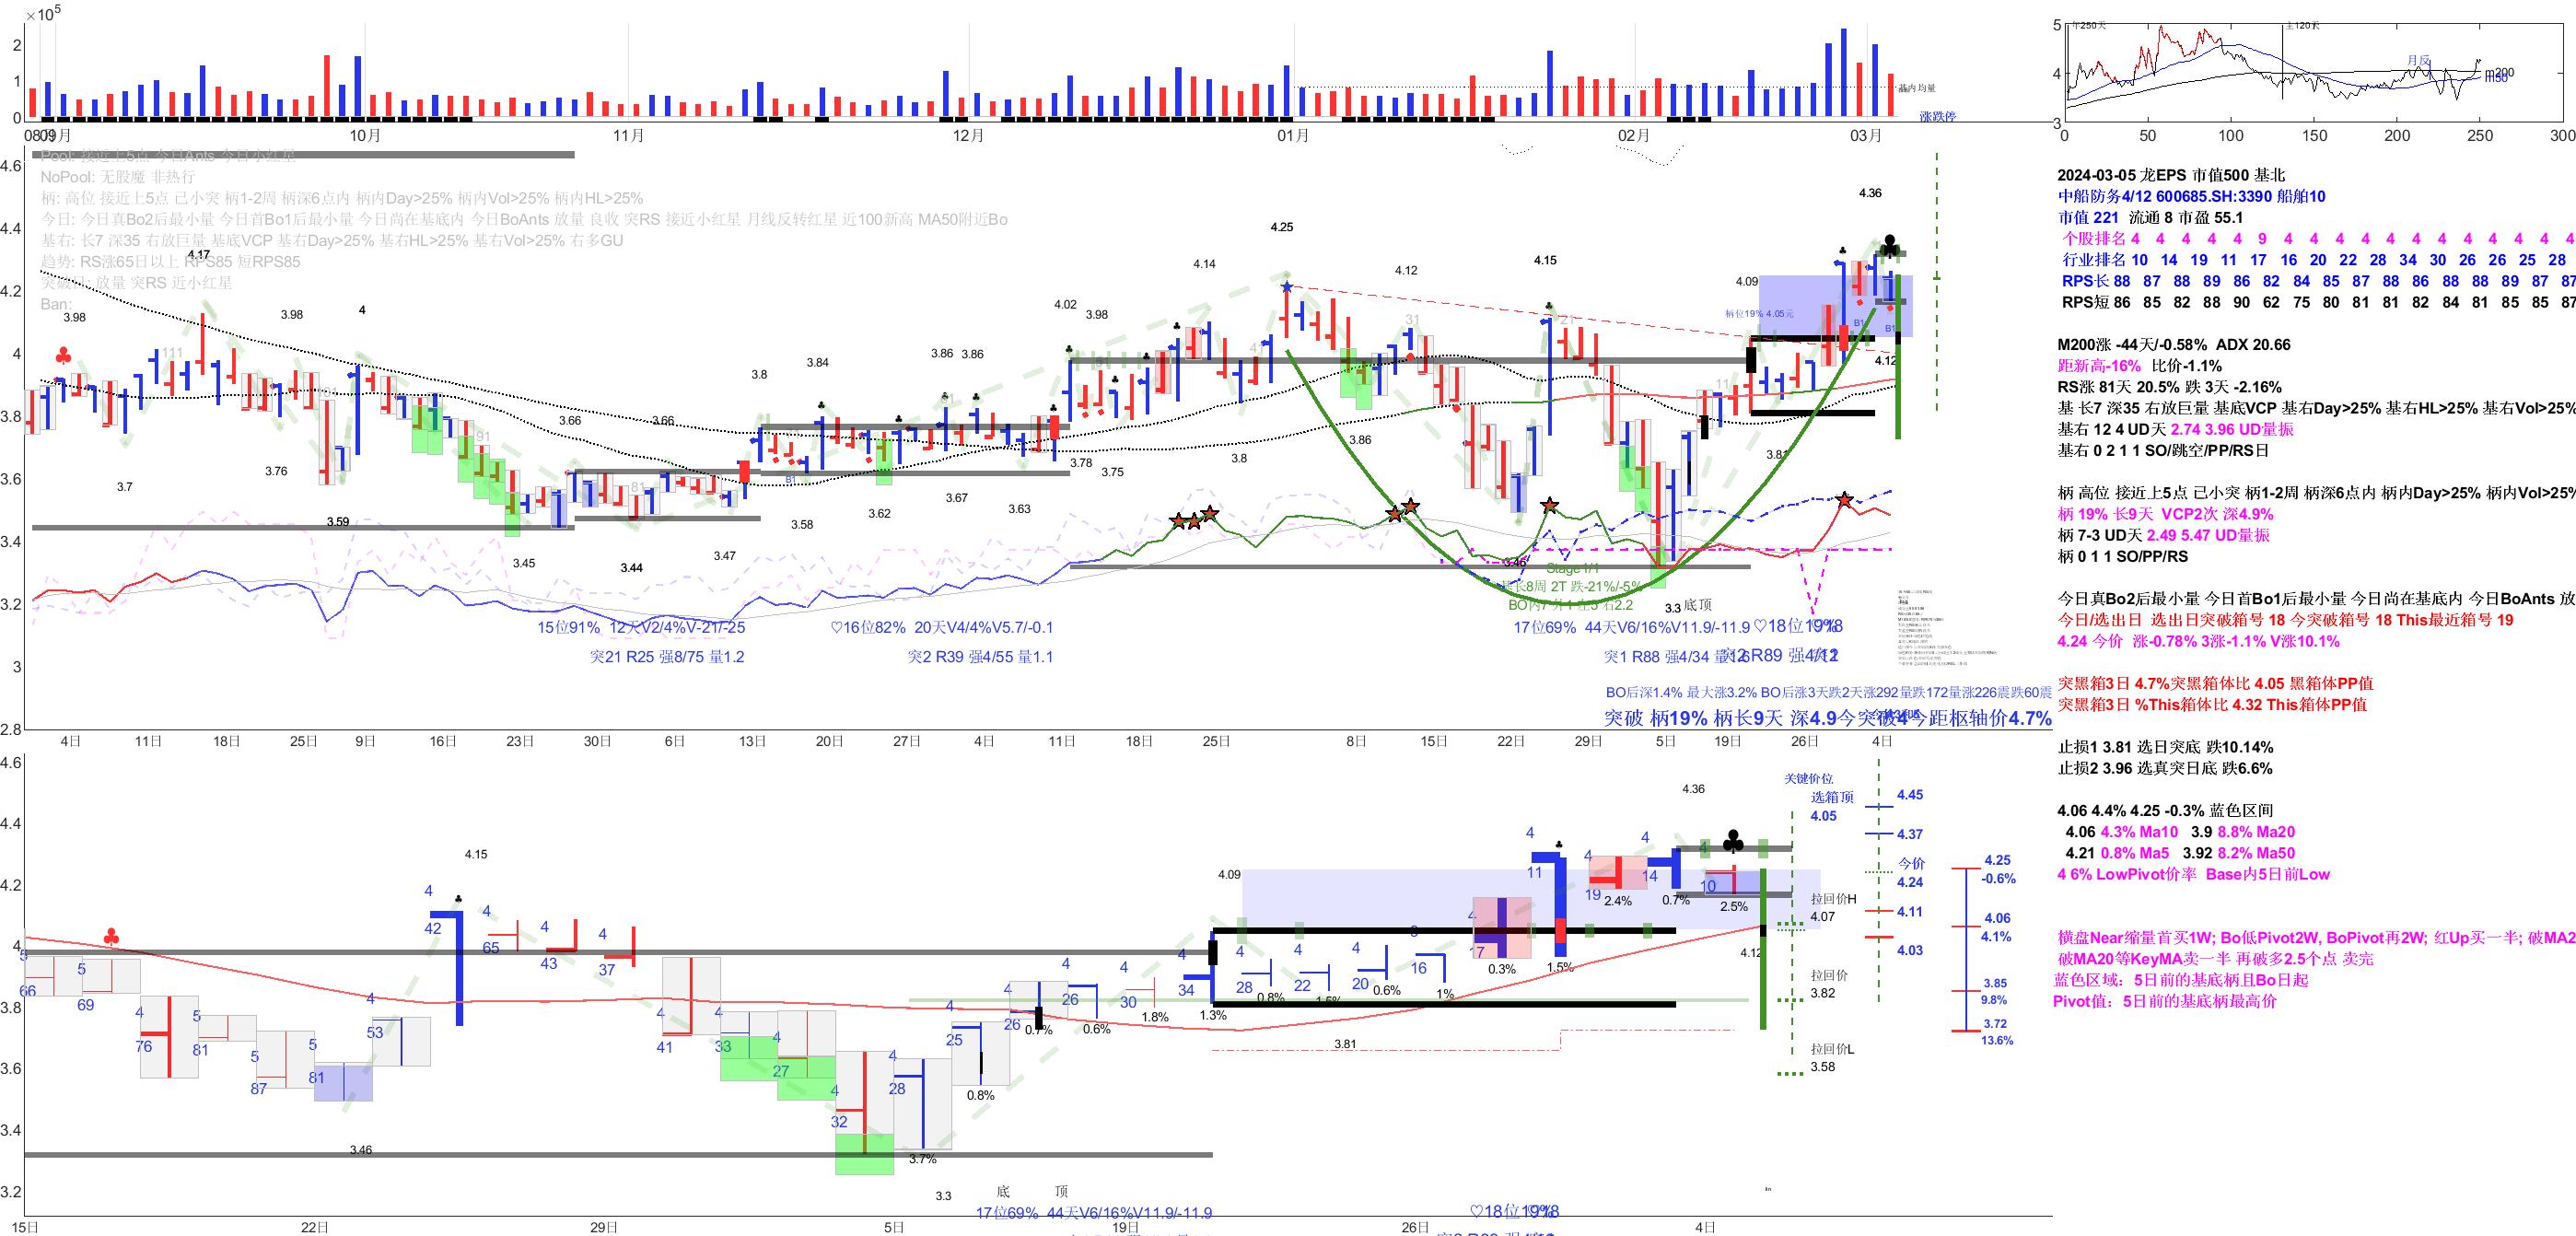 ×10⁵
2
1
0
09月
10月
11月
12月
01月
02月
03月
基内均量
涨跌停
5
4
3
年250天
主120天
月反
m200
m50
0 50 100 150 200 250 300
4.6
4.4
4.2
4
3.8
3.6
3.4
3.2
3
2.8
Pool: 接近上5点 今日Ants 今日小红星
NoPool: 无股魔 非热行
柄: 高位 接近上5点 己小突 柄1-2周 柄深6点内 柄内Day>25% 柄内Vol>25% 柄内HL>25%
今日: 今日真Bo2后最小量 今日首Bo1后最小量 今日尚在基底内 今日BoAnts 放量 良收 突RS 接近小红星 月线反转红星 近100新高 MA50附近Bo
基右: 长7 深35 右放巨量 基底VCP 基右Day>25% 基右HL>25% 基右Vol>25% 右多GU
趋势: RS涨65日以上 RPS85 短RPS85
突破日: 放量 突RS 近小红星
Ban:
3.98
4.17
3.98
4
3.7
3.76
3.59
3.45
3.66
3.44
3.66
3.47
3.8
3.84
3.58
3.62
3.86
3.86
3.67
3.63
4.02
3.98
3.78
3.75
4.14
3.8
4.25
3.86
4.12
3.46
4.15
3.3
底顶
4.09
3.81
4.36
4.12
111
91
81
41
31
21
11
B1
B1
B1
柄位19% 4.05元
Stage1/1
基长8周 2T 跌-21%/-5%
15位91% 12天V2/4%V-21/-25
突21 R25 强8/75 量1.2
♡16位82% 20天V4/4%V5.7/-0.1
突2 R39 强4/55 量1.1
17位69% 44天V6/16%V11.9/-11.9
突1 R88 强4/34
♡18位19%
突2 R89 强4/12
BO后深1.4% 最大涨3.2% BO后涨3天跌2天涨292量跌172量涨226震跌60震
突破 柄19% 柄长9天 深4.9今突破4今距枢轴价4.7%
4日 11日 18日 25日 9日 16日 23日 30日 6日 13日 20日 27日 4日 11日 18日 25日 8日 15日 22日 29日 5日 19日 26日 4日
2024-03-05 龙EPS 市值500 基北
中船防务4/12 600685.SH:3390 船舶10
市值 221 流通 8 市盈 55.1
个股排名 4 4 4 4 4 9 4 4 4 4 4 4 4 4 4 4 4 4
行业排名 10 14 19 11 17 16 20 22 28 34 30 26 26 25 28
RPS长 88 87 88 89 86 82 84 85 87 88 86 88 88 89 87 87
RPS短 86 85 82 88 90 62 75 80 81 81 82 84 81 85 85 87
M200涨 -44天/-0.58% ADX 20.66
距新高-16% 比价-1.1%
RS涨 81天 20.5% 跌 3天 -2.16%
基 长7 深35 右放巨量 基底VCP 基右Day>25% 基右HL>25% 基右Vol>25%
基右 12 4 UD天 2.74 3.96 UD量振
基右 0 2 1 1 SO/跳空/PP/RS日
柄 高位 接近上5点 己小突 柄1-2周 柄深6点内 柄内Day>25% 柄内Vol>25%
柄 19% 长9天 VCP2次 深4.9%
柄 7-3 UD天 2.49 5.47 UD量振
柄 0 1 1 SO/PP/RS
今日真Bo2后最小量 今日首Bo1后最小量 今日尚在基底内 今日BoAnts 放
今日/选出日 选出日突破箱号 18 今突破箱号 18 This最近箱号 19
4.24 今价 涨-0.78% 3涨-1.1% V涨10.1%
突黑箱3日 4.7%突黑箱体比 4.05 黑箱体PP值
突黑箱3日 %This箱体比 4.32 This箱体PP值
止损1 3.81 选日突底 跌10.14%
止损2 3.96 选真突日底 跌6.6%
4.06 4.4% 4.25 -0.3% 蓝色区间
4.06 4.3% Ma10 3.9 8.8% Ma20
4.21 0.8% Ma5 3.92 8.2% Ma50
4 6% LowPivot价率 Base内5日前Low
横盘Near缩量首买1W; Bo低Pivot2W, BoPivot再2W; 红Up买一半; 破MA2
破MA20等KeyMA卖一半 再破多2.5个点 卖完
蓝色区域：5日前的基底柄且Bo日起
Pivot值：5日前的基底柄最高价
4.6
4.4
4.2
4
3.8
3.6
3.4
3.2
66
5
69
4
76
5
81
5
87
5
81
4
53
4
42
4.15
4
65
4
43
4
37
4
41
33
4
27
4
32
4
28
3.7%
4
25
0.8%
4
26
0.7%
4
26
0.6%
4
30
1.8%
4
34
1.3%
4.09
4
28
0.8%
4
22
1.5%
4
20
0.6%
16
1%
4
17
0.3%
4
11
1.5%
4
19
2.4%
4
14
0.7%
4
10
2.5%
4.36
4.12
3.81
3.46
3.3
底
顶
17位69% 44天V6/16%V11.9/-11.9
♡18位19%
关键价位
选箱顶
4.05
4.45
4.37
今价
4.24
4.11
4.03
拉回价H
4.07
拉回价
3.82
拉回价L
3.58
4.25
-0.6%
4.06
4.1%
3.85
9.8%
3.72
13.6%
15日 22日 29日 5日 19日 26日 4日